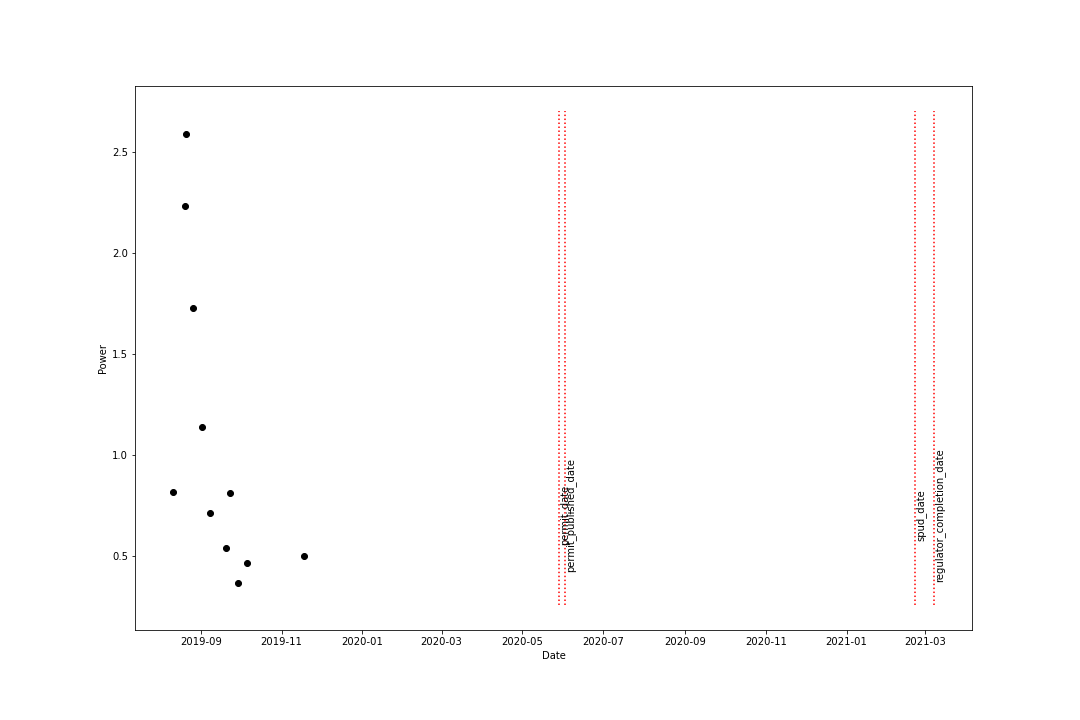 2.5
2.0
1.5
1.0
0.5
Power
permit_date
permit_published_date
spud_date
regulator_completion_date
2019-09 2019-11 2020-01 2020-03 2020-05 2020-07 2020-09 2020-11 2021-01 2021-03
Date